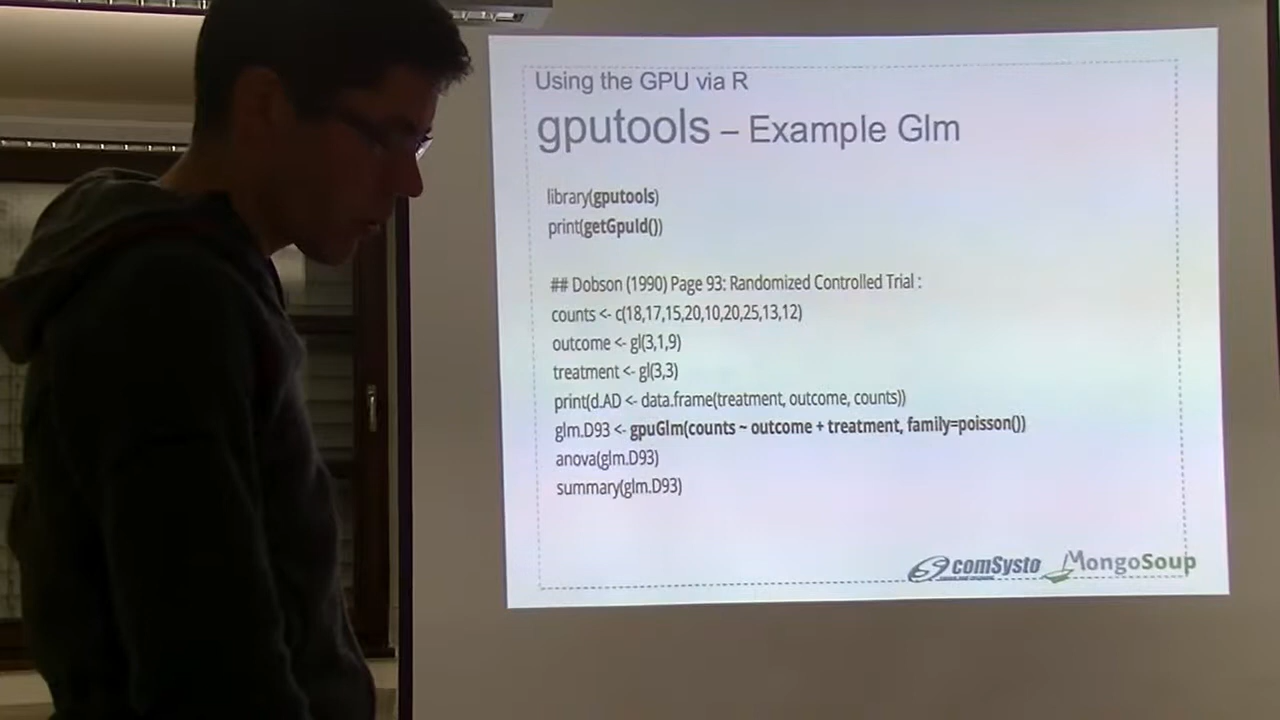 Using the GPU via R
gputools – Example Glm
library(gputools)
print(getGpuId())
## Dobson (1990) Page 93: Randomized Controlled Trial :
counts <- c(18,17,15,20,10,20,25,13,12)
outcome <- gl(3,1,9)
treatment <- gl(3,3)
print(d.AD <- data.frame(treatment, outcome, counts))
glm.D93 <- gpuGlm(counts ~ outcome + treatment, family=poisson())
anova(glm.D93)
summary(glm.D93)
comSysto MongoSoup